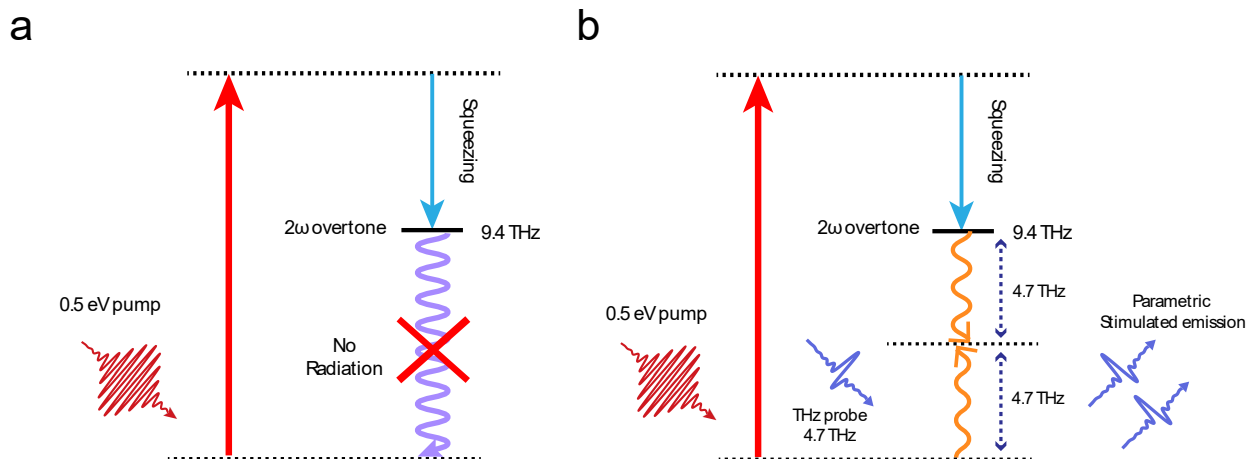 a
Squeezing
2ω overtone
9.4 THz
0.5 eV pump
No
Radiation
b
Squeezing
2ω overtone
9.4 THz
4.7 THz
0.5 eV pump
THz probe
4.7 THz
4.7 THz
Parametric
Stimulated emission